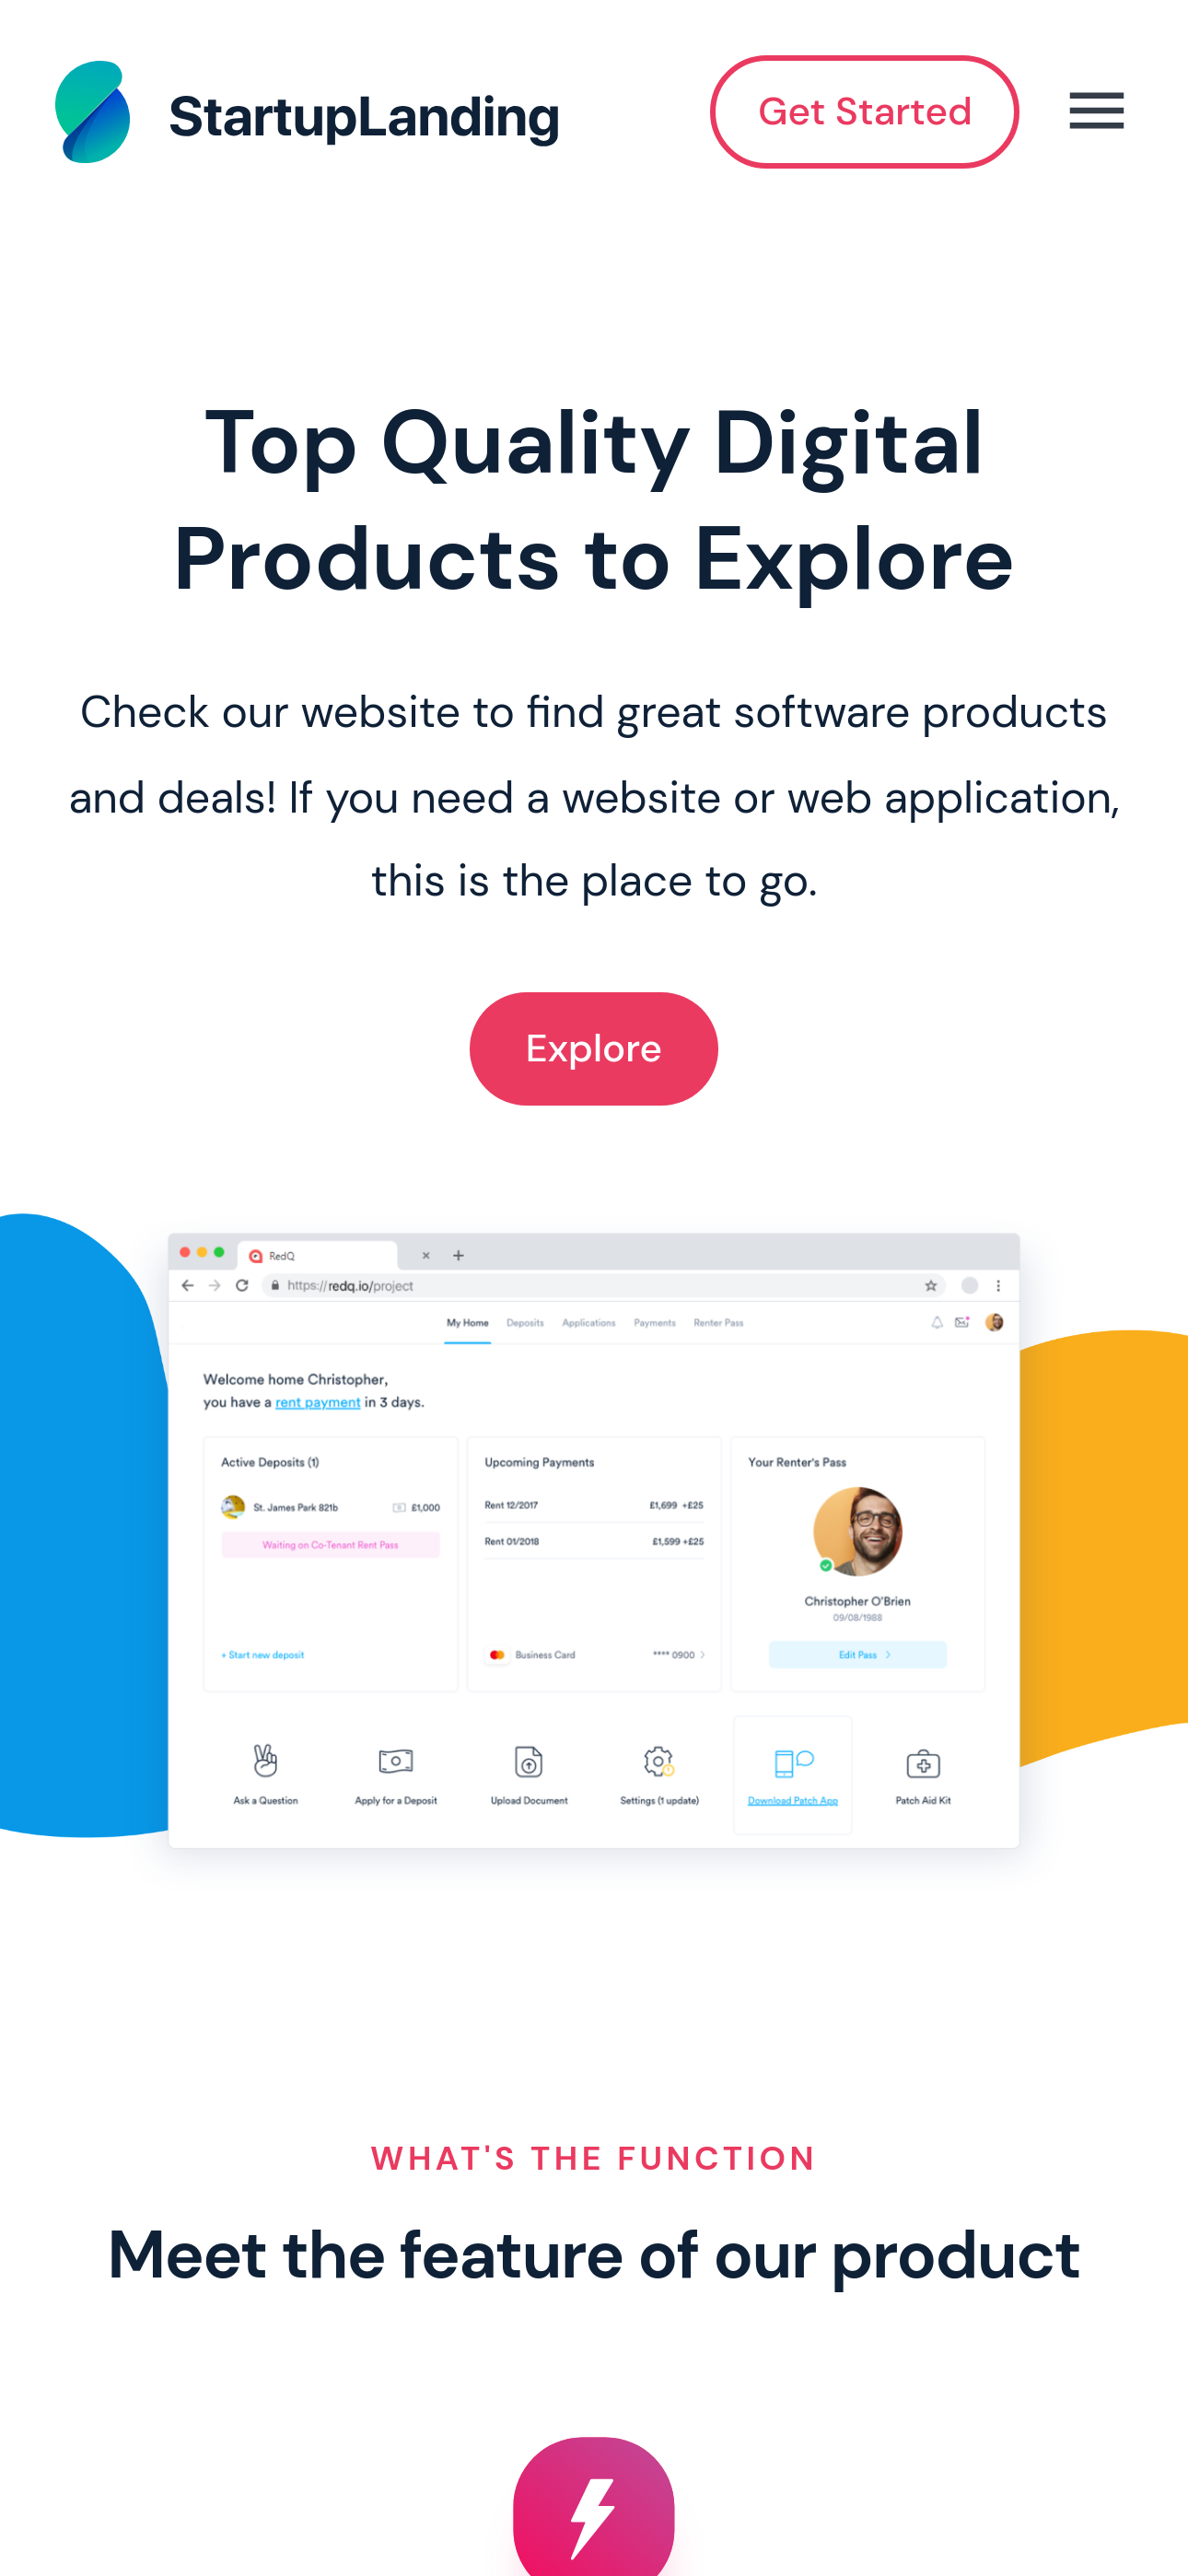 StartupLanding
Get Started
Top Quality Digital
Products to Explore
Check our website to find great software products
and deals! If you need a website or web application,
this is the place to go.
Explore
RedQ
https://redq.io/project
My Home Deposits Applications Payments Renter Pass
Welcome home Christopher,
you have a rent payment in 3 days.
Active Deposits (1)
St. James Park 821b £1,000
Waiting on Co-Tenant Rent Pass
+ Start new deposit
Upcoming Payments
Rent 12/2017 £1,699 +£25
Rent 01/2018 £1,599 +£25
Business Card **** 0900
Your Renter's Pass
Christopher O'Brien
09/08/1988
Edit Pass
Ask a Question
Apply for a Deposit
Upload Document
Settings (1 update)
Download Patch App
Patch Aid Kit
WHAT'S THE FUNCTION
Meet the feature of our product